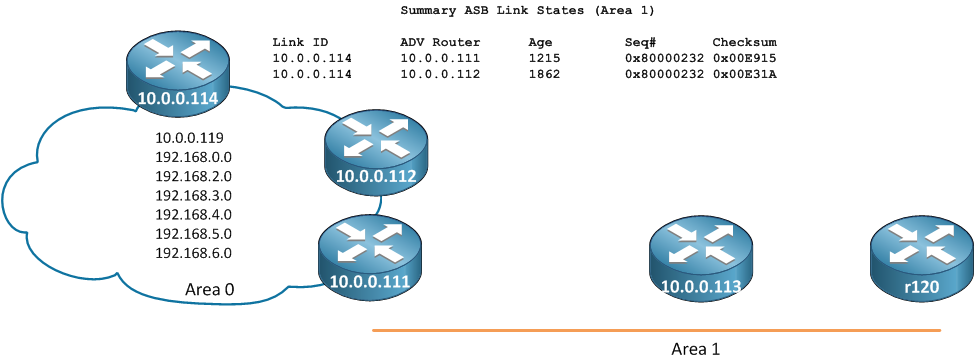 Summary ASB Link States (Area 1)
Link ID ADV Router Age Seq# Checksum
10.0.0.114 10.0.0.111 1215 0x80000232 0x00E915
10.0.0.114 10.0.0.112 1862 0x80000232 0x00E31A
10.0.0.114
10.0.0.119
192.168.0.0
192.168.2.0
192.168.3.0
192.168.4.0
192.168.5.0
192.168.6.0
Area 0
10.0.0.112
10.0.0.111
10.0.0.113
r120
Area 1